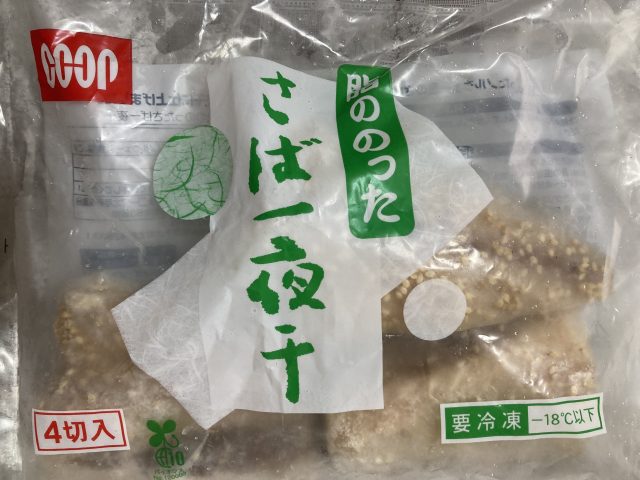 COOP
脂ののった
さば一夜干
4切入
要冷凍 −18℃以下